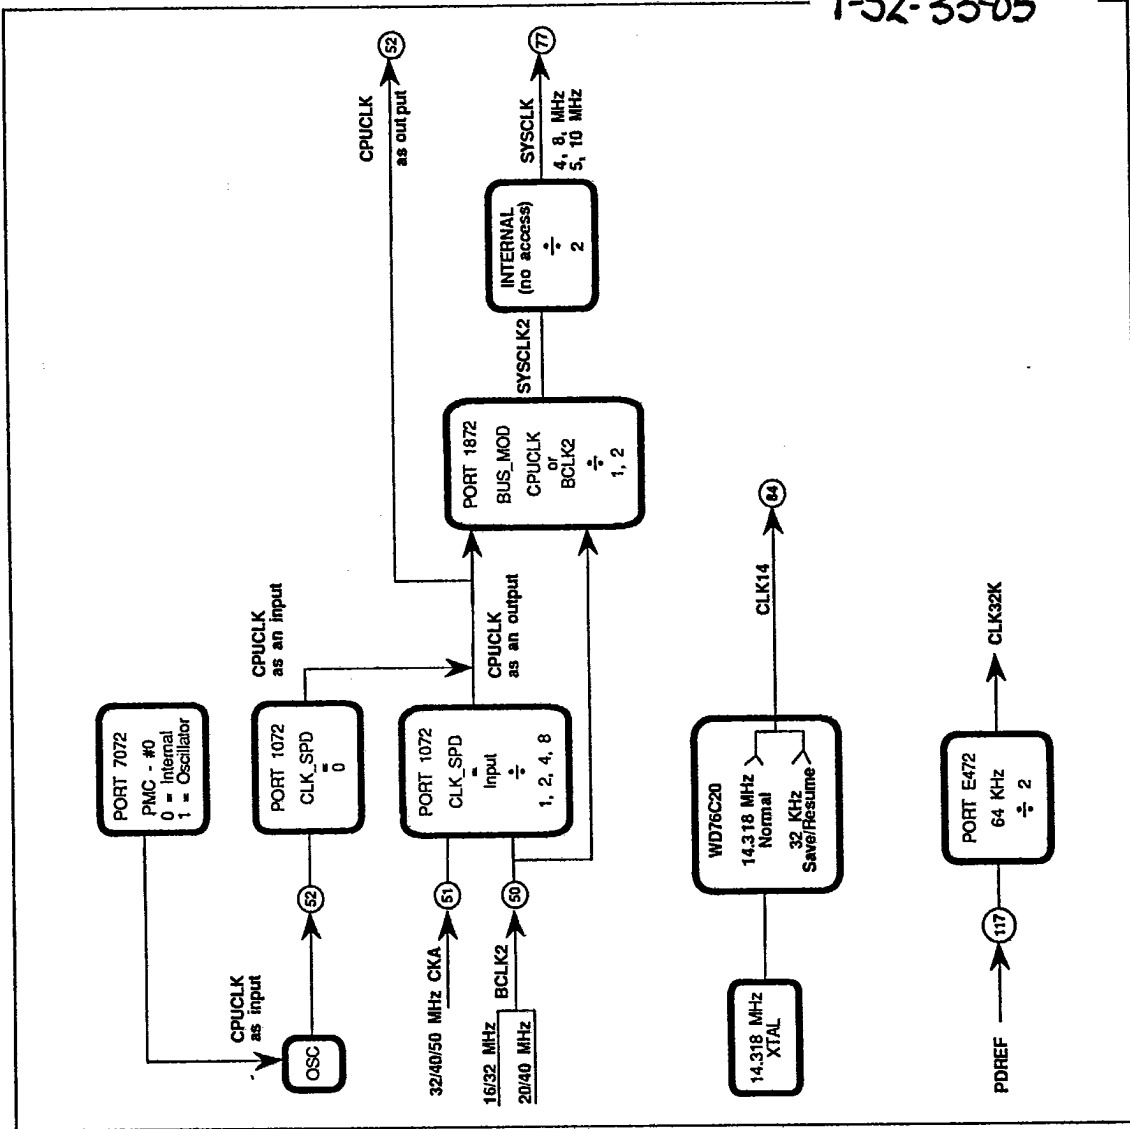 1-32-33-03
PORT 7072
PMC - #0
0 = Internal
1 = Oscillator
CPUCLK
as input
OSC
52
PORT 1072
CLK_SPD
=
0
CPUCLK
as an input
CPUCLK
as output
52
32/40/50 MHz CKA
51
16/32 MHz
20/40 MHz
BCLK2
50
PORT 1072
CLK_SPD
=
Input
÷
1, 2, 4, 8
CPUCLK
as an output
PORT 1872
BUS_MOD
CPUCLK
or
BCLK2
÷
1, 2
SYSCLK2
INTERNAL
(no access)
÷
2
SYSCLK
4, 8, MHz
5, 10 MHz
77
14.318 MHz
XTAL
WD76C20
14.318 MHz
Normal
32 KHz
Save/Resume
CLK14
84
PDREF
117
PORT E472
64 KHz
÷ 2
CLK32K